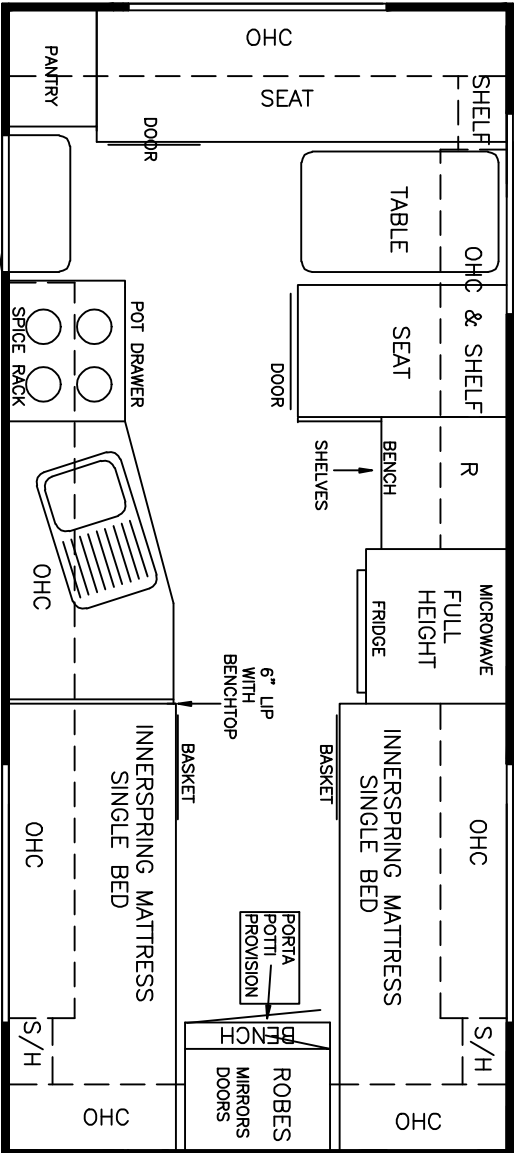 OHC
PANTRY
SEAT
SHELF
DOOR
TABLE
OHC & SHELF
POT DRAWER
SPICE RACK
SEAT
DOOR
R
BENCH
SHELVES
OHC
MICROWAVE
FULL
HEIGHT
FRIDGE
6" LIP
WITH
BENCHTOP
BASKET
BASKET
INNERSPRING MATTRESS
SINGLE BED
INNERSPRING MATTRESS
SINGLE BED
OHC
OHC
PORTA
POTTI
PROVISION
S/H
S/H
BENCH
ROBES
MIRRORS
DOORS
OHC
OHC